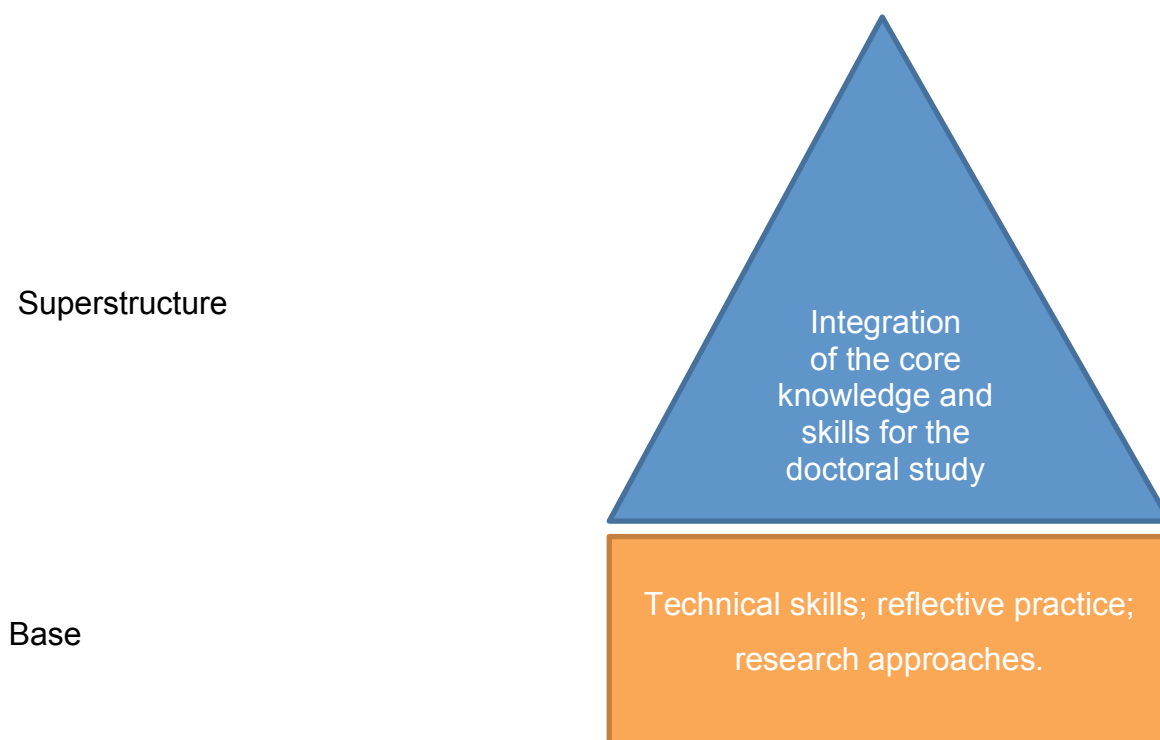 Superstructure
Integration
of the core
knowledge and
skills for the
doctoral study
Base
Technical skills; reflective practice;
research approaches.